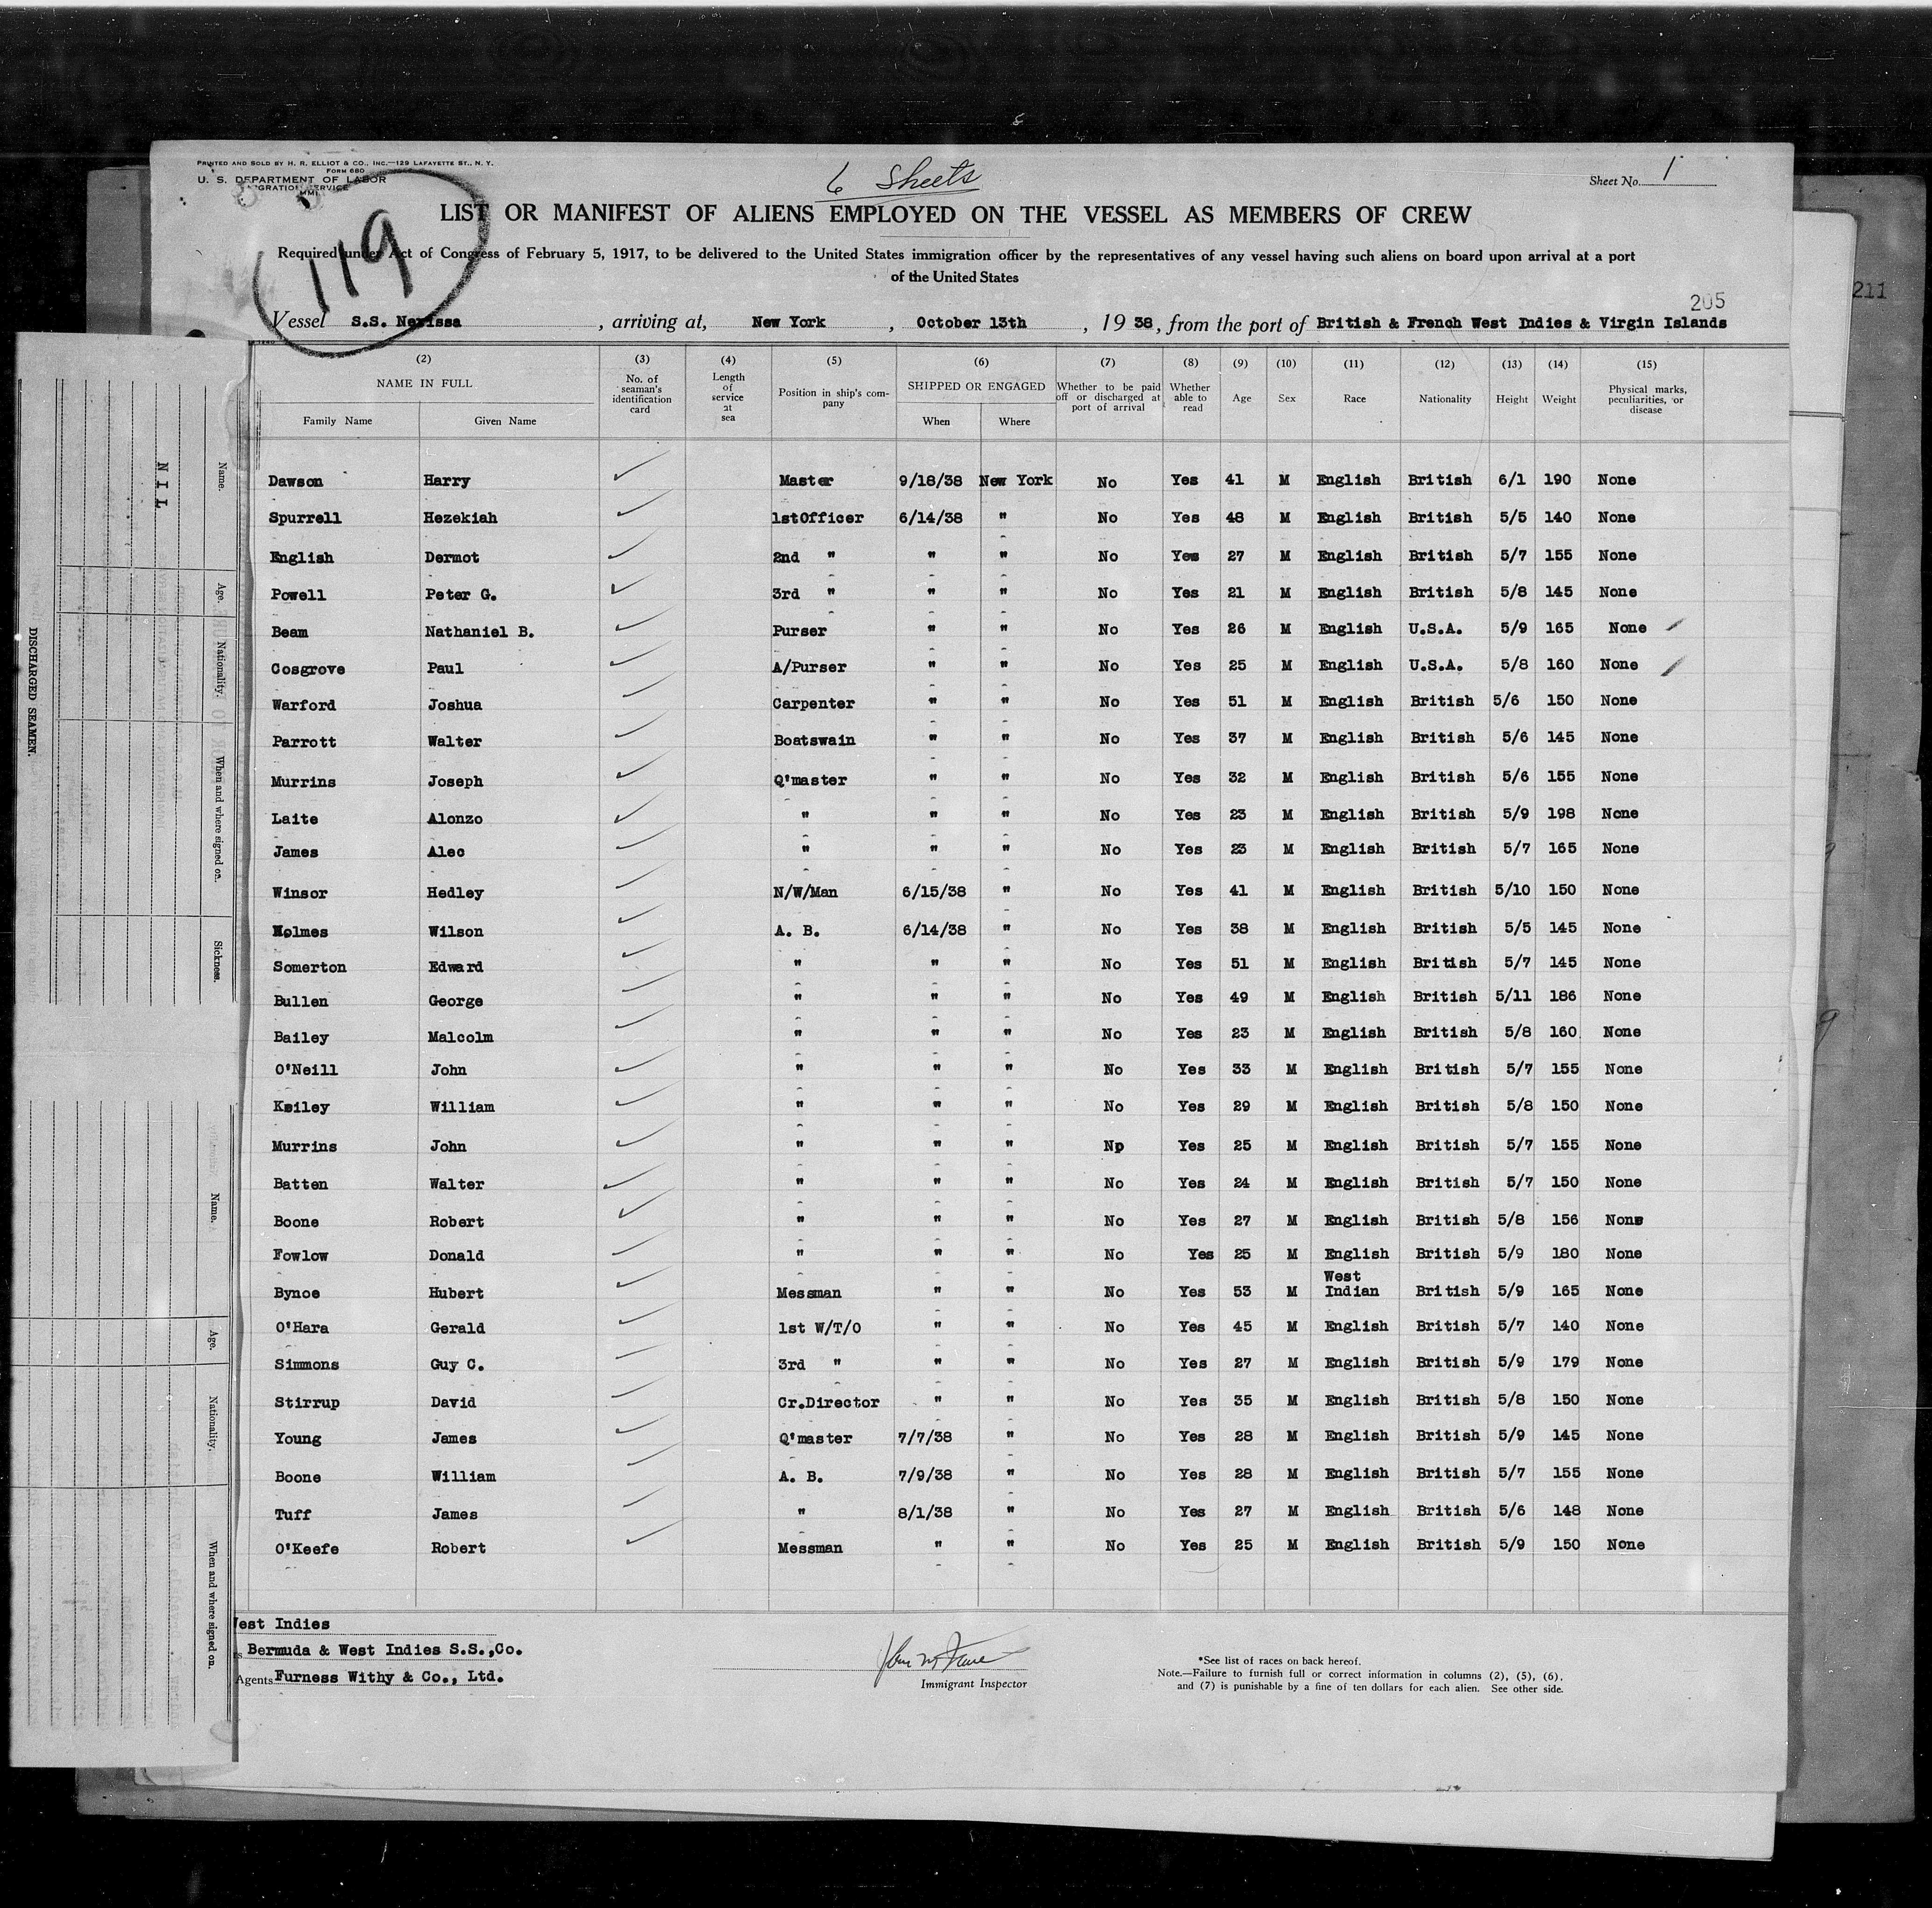 PRINTED AND SOLD BY H. R. ELLIOT & CO., INC.—129 LAFAYETTE ST., N. Y.
FORM 680
U. S. DEPARTMENT OF LABOR
6 Sheets
Sheet No. 1
119
LIST OR MANIFEST OF ALIENS EMPLOYED ON THE VESSEL AS MEMBERS OF CREW
Required under Act of Congress of February 5, 1917, to be delivered to the United States immigration officer by the representatives of any vessel having such aliens on board upon arrival at a port
of the United States
205
211
Vessel S.S. Nerissa, arriving at, New York, October 13th, 19 38, from the port of British & French West Indies & Virgin Islands
(2) (3) (4) (5) (6) (7) (8) (9) (10) (11) (12) (13) (14) (15)
NAME IN FULL
Family Name Given Name
No. of seaman's identification card
Length of service at sea
Position in ship's company
SHIPPED OR ENGAGED
When Where
Whether to be paid off or discharged at port of arrival
Whether able to read
Age Sex Race Nationality Height Weight
Physical marks, peculiarities, or disease
Dawson Harry Master 9/18/38 New York No Yes 41 M English British 6/1 190 None
Spurrell Hezekiah 1stOfficer 6/14/38 " No Yes 48 M English British 5/5 140 None
English Dermot 2nd " " " No Yes 27 M English British 5/7 155 None
Powell Peter G. 3rd " " " No Yes 21 M English British 5/8 145 None
Beam Nathaniel B. Purser " " No Yes 26 M English U.S.A. 5/9 165 None
Cosgrove Paul A/Purser " " No Yes 25 M English U.S.A. 5/8 160 None
Warford Joshua Carpenter " " No Yes 51 M English British 5/6 150 None
Parrott Walter Boatswain " " No Yes 37 M English British 5/6 145 None
Murrins Joseph Q'master " " No Yes 32 M English British 5/6 155 None
Laite Alonzo " " " No Yes 23 M English British 5/9 198 None
James Alec " " " No Yes 23 M English British 5/7 165 None
Winsor Hedley N/W/Man 6/15/38 " No Yes 41 M English British 5/10 150 None
Holmes Wilson A. B. 6/14/38 " No Yes 38 M English British 5/5 145 None
Somerton Edward " " " No Yes 51 M English British 5/7 145 None
Bullen George " " " No Yes 49 M English British 5/11 186 None
Bailey Malcolm " " " No Yes 23 M English British 5/8 160 None
O'Neill John " " " No Yes 33 M English British 5/7 155 None
Keiley William " " " No Yes 29 M English British 5/8 150 None
Murrins John " " " No Yes 25 M English British 5/7 155 None
Batten Walter " " " No Yes 24 M English British 5/7 150 None
Boone Robert " " " No Yes 27 M English British 5/8 156 None
Fowlow Donald " " " No Yes 25 M English British 5/9 180 None
Bynoe Hubert Messman " " No Yes 53 M West Indian British 5/9 165 None
O'Hara Gerald 1st W/T/O " " No Yes 45 M English British 5/7 140 None
Simmons Guy C. 3rd " " " No Yes 27 M English British 5/9 179 None
Stirrup David Cr.Director " " No Yes 35 M English British 5/8 150 None
Young James Q'master 7/7/38 " No Yes 28 M English British 5/9 145 None
Boone William A. B. 7/9/38 " No Yes 28 M English British 5/7 155 None
Tuff James " 8/1/38 " No Yes 27 M English British 5/6 148 None
O'Keefe Robert Messman " " No Yes 25 M English British 5/9 150 None
West Indies
Bermuda & West Indies S.S.,Co.
Agents Furness Withy & Co., Ltd.
Immigrant Inspector
*See list of races on back hereof.
Note.—Failure to furnish full or correct information in columns (2), (5), (6), and (7) is punishable by a fine of ten dollars for each alien. See other side.
DISCHARGED SEAMEN.
NIL
Name. Age. Nationality. When and where signed on. Sickness.
Name. Age. Nationality. When and where signed on.